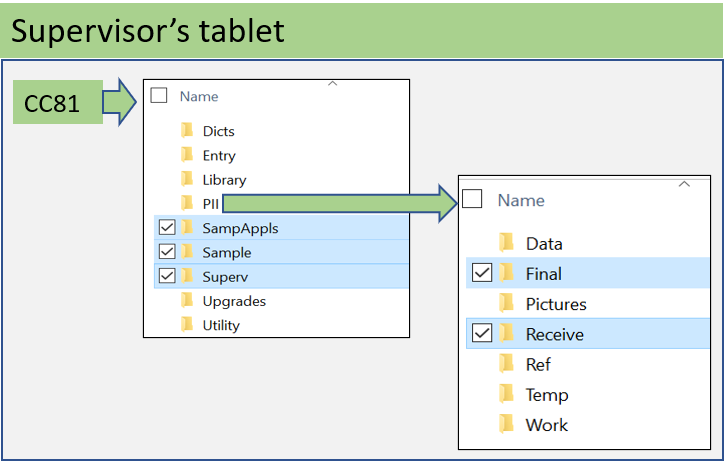 Supervisor’s tablet
CC81
Name
Dicts
Entry
Library
PII
SampAppls
Sample
Superv
Upgrades
Utility
Name
Data
Final
Pictures
Receive
Ref
Temp
Work